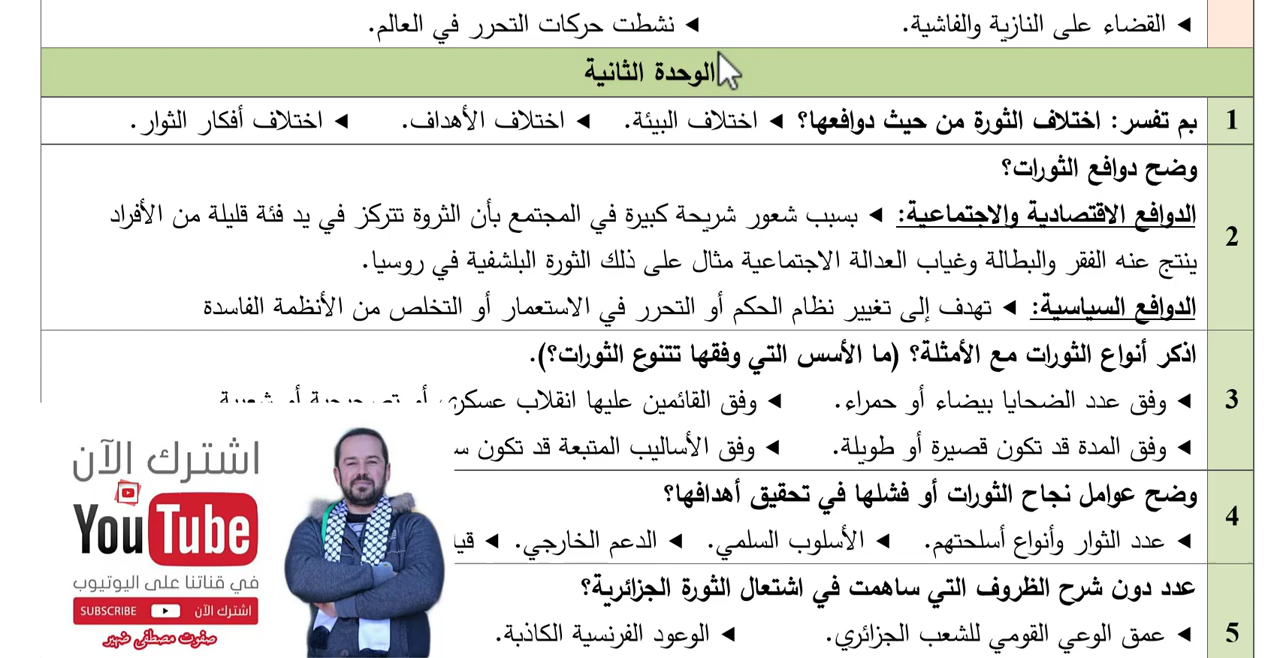 ◄ القضاء على النازية والفاشية. ◄ نشطت حركات التحرر في العالم.
الوحدة الثانية
1 بم تفسر: اختلاف الثورة من حيث دوافعها؟ ◄ اختلاف البيئة. ◄ اختلاف الأهداف. ◄ اختلاف أفكار الثوار.
وضح دوافع الثورات؟
2 الدوافع الاقتصادية والاجتماعية: ◄ بسبب شعور شريحة كبيرة في المجتمع بأن الثروة تتركز في يد فئة قليلة من الأفراد
ينتج عنه الفقر والبطالة وغياب العدالة الاجتماعية مثال على ذلك الثورة البلشفية في روسيا.
الدوافع السياسية: ◄ تهدف إلى تغيير نظام الحكم أو التحرر في الاستعمار أو التخلص من الأنظمة الفاسدة
اذكر أنواع الثورات مع الأمثلة؟ (ما الأسس التي وفقها تتنوع الثورات؟).
3 ◄ وفق عدد الضحايا بيضاء أو حمراء. ◄ وفق القائمين عليها انقلاب عسكري أو تصحيحية أو شعبية
◄ وفق المدة قد تكون قصيرة أو طويلة. ◄ وفق الأساليب المتبعة قد تكون
وضح عوامل نجاح الثورات أو فشلها في تحقيق أهدافها؟
4 ◄ عدد الثوار وأنواع أسلحتهم. ◄ الأسلوب السلمي. ◄ الدعم الخارجي. ◄
عدد دون شرح الظروف التي ساهمت في اشتعال الثورة الجزائرية؟
5 ◄ عمق الوعي القومي للشعب الجزائري. ◄ الوعود الفرنسية الكاذبة.
اشترك الآن
YouTube
في قناتنا على اليوتيوب
SUBSCRIBE اشترك الآن
صفوت مصطفى ضهير